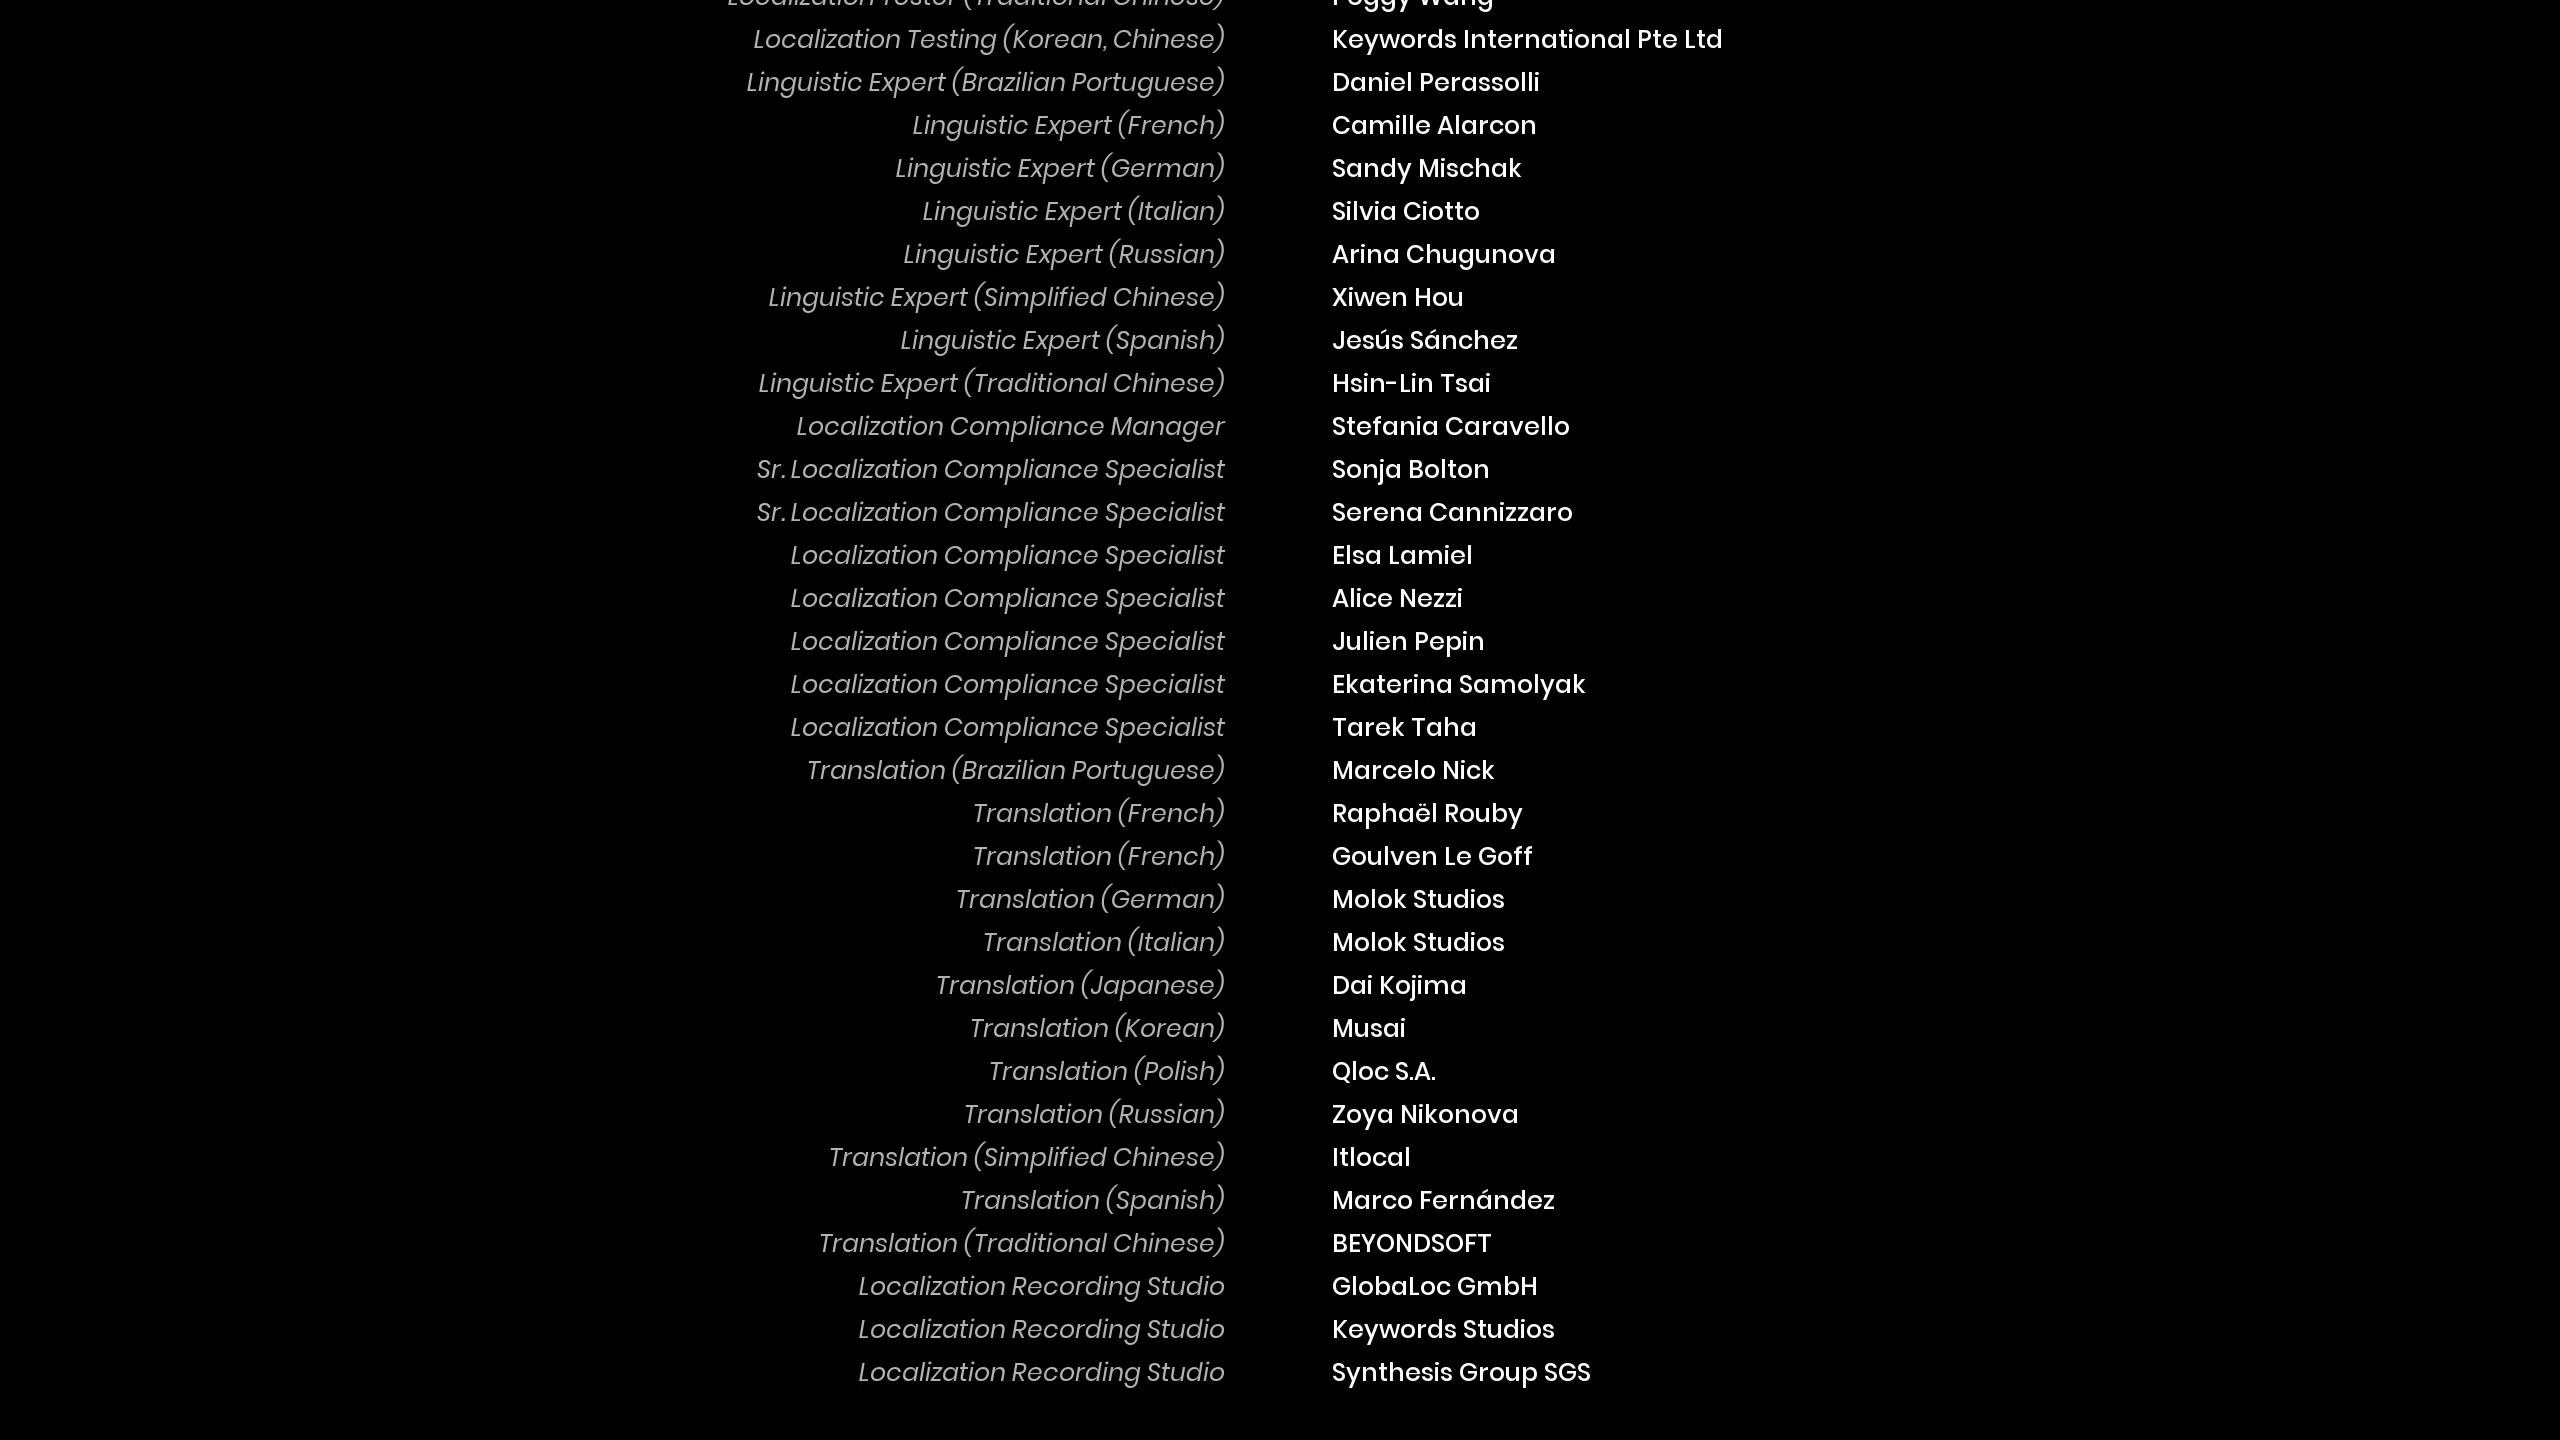 Localization Tester (Traditional Chinese) Peggy Wang
Localization Testing (Korean, Chinese) Keywords International Pte Ltd
Linguistic Expert (Brazilian Portuguese) Daniel Perassolli
Linguistic Expert (French) Camille Alarcon
Linguistic Expert (German) Sandy Mischak
Linguistic Expert (Italian) Silvia Ciotto
Linguistic Expert (Russian) Arina Chugunova
Linguistic Expert (Simplified Chinese) Xiwen Hou
Linguistic Expert (Spanish) Jesús Sánchez
Linguistic Expert (Traditional Chinese) Hsin-Lin Tsai
Localization Compliance Manager Stefania Caravello
Sr. Localization Compliance Specialist Sonja Bolton
Sr. Localization Compliance Specialist Serena Cannizzaro
Localization Compliance Specialist Elsa Lamiel
Localization Compliance Specialist Alice Nezzi
Localization Compliance Specialist Julien Pepin
Localization Compliance Specialist Ekaterina Samolyak
Localization Compliance Specialist Tarek Taha
Translation (Brazilian Portuguese) Marcelo Nick
Translation (French) Raphaël Rouby
Translation (French) Goulven Le Goff
Translation (German) Molok Studios
Translation (Italian) Molok Studios
Translation (Japanese) Dai Kojima
Translation (Korean) Musai
Translation (Polish) Qloc S.A.
Translation (Russian) Zoya Nikonova
Translation (Simplified Chinese) Itlocal
Translation (Spanish) Marco Fernández
Translation (Traditional Chinese) BEYONDSOFT
Localization Recording Studio GlobaLoc GmbH
Localization Recording Studio Keywords Studios
Localization Recording Studio Synthesis Group SGS